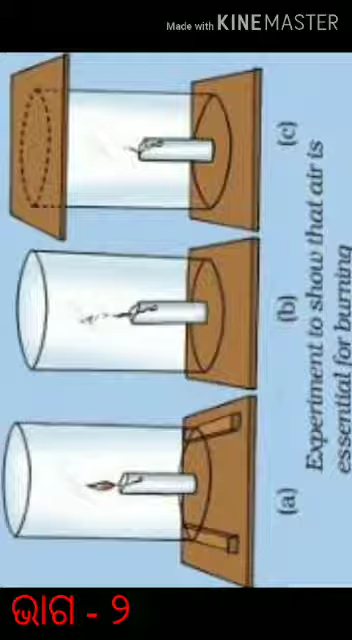 Made with KINEMASTER
(a) (b) (c)
Experiment to show that air is
essential for burning
ଭାଗ - ୨